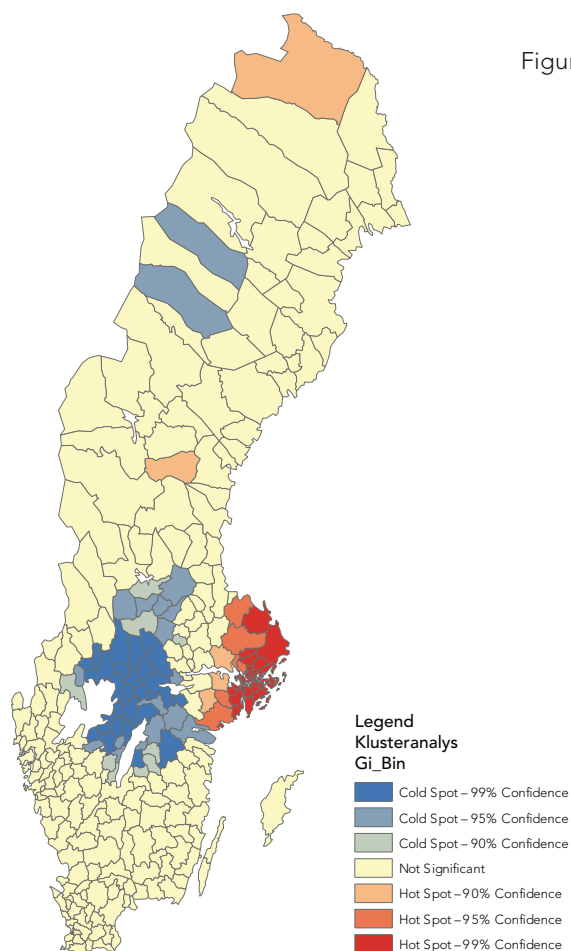 Figur
Legend
Klusteranalys
Gi_Bin
Cold Spot – 99% Confidence
Cold Spot – 95% Confidence
Cold Spot – 90% Confidence
Not Significant
Hot Spot – 90% Confidence
Hot Spot – 95% Confidence
Hot Spot – 99% Confidence